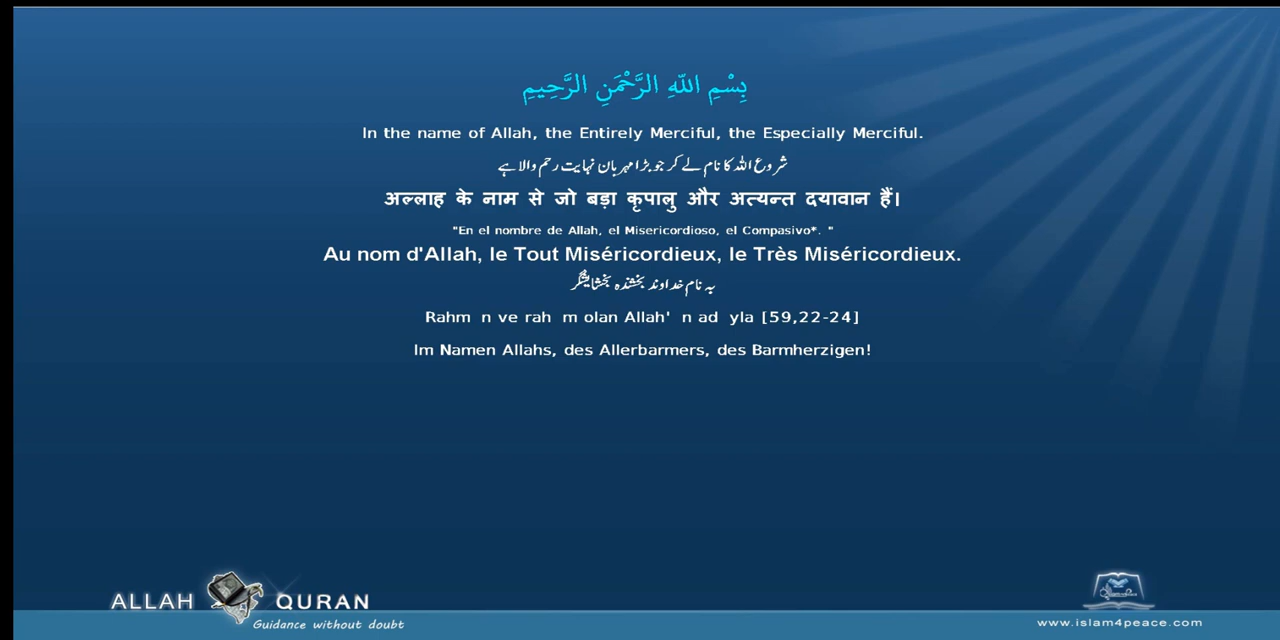 بِسْمِ اللّهِ الرَّحْمَنِ الرَّحِيمِ
In the name of Allah, the Entirely Merciful, the Especially Merciful.
شروع اللہ کا نام لے کر جو بڑا مہربان نہایت رحم والا ہے
अल्लाह के नाम से जो बड़ा कृपालु और अत्यन्त दयावान हैं।
"En el nombre de Allah, el Misericordioso, el Compasivo*. "
Au nom d'Allah, le Tout Miséricordieux, le Très Miséricordieux.
به نام خداوند بخشنده بخشایشگر
Rahm n ve rah m olan Allah' n ad yla [59,22-24]
Im Namen Allahs, des Allerbarmers, des Barmherzigen!
ALLAH QURAN
Guidance without doubt
www.islam4peace.com